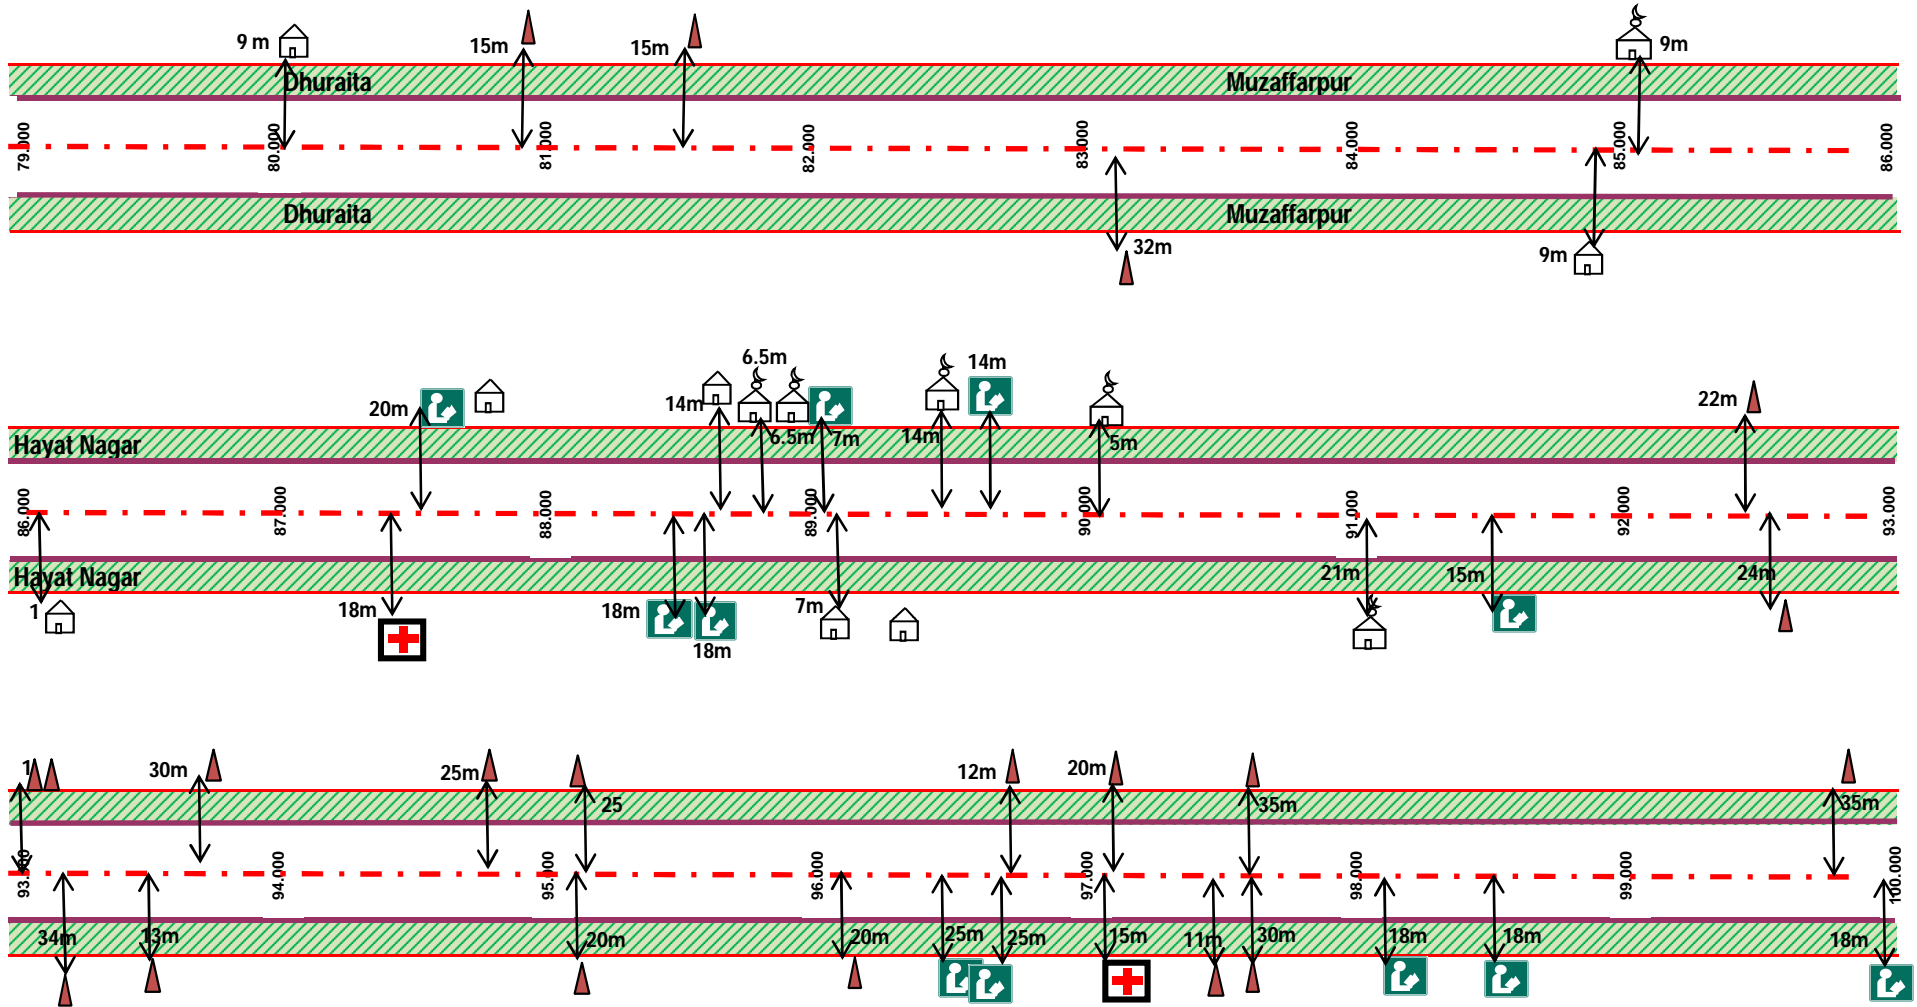 9 m
15m
15m
9m
Dhuraita
Muzaffarpur
79.000
80.000
81.000
82.000
83.000
84.000
85.000
86.000
Dhuraita
Muzaffarpur
32m
9m
6.5m
14m
20m
14m
22m
6.5m
7m
14m
5m
Hayat Nagar
86.000
87.000
88.000
89.000
90.000
91.000
92.000
93.000
Hayat Nagar
21m
15m
24m
1
18m
18m
7m
18m
1
30m
25m
12m
20m
25
35m
35m
93.000
94.000
95.000
96.000
97.000
98.000
99.000
100.000
34m
13m
20m
20m
25m
25m
15m
11m
30m
18m
18m
18m